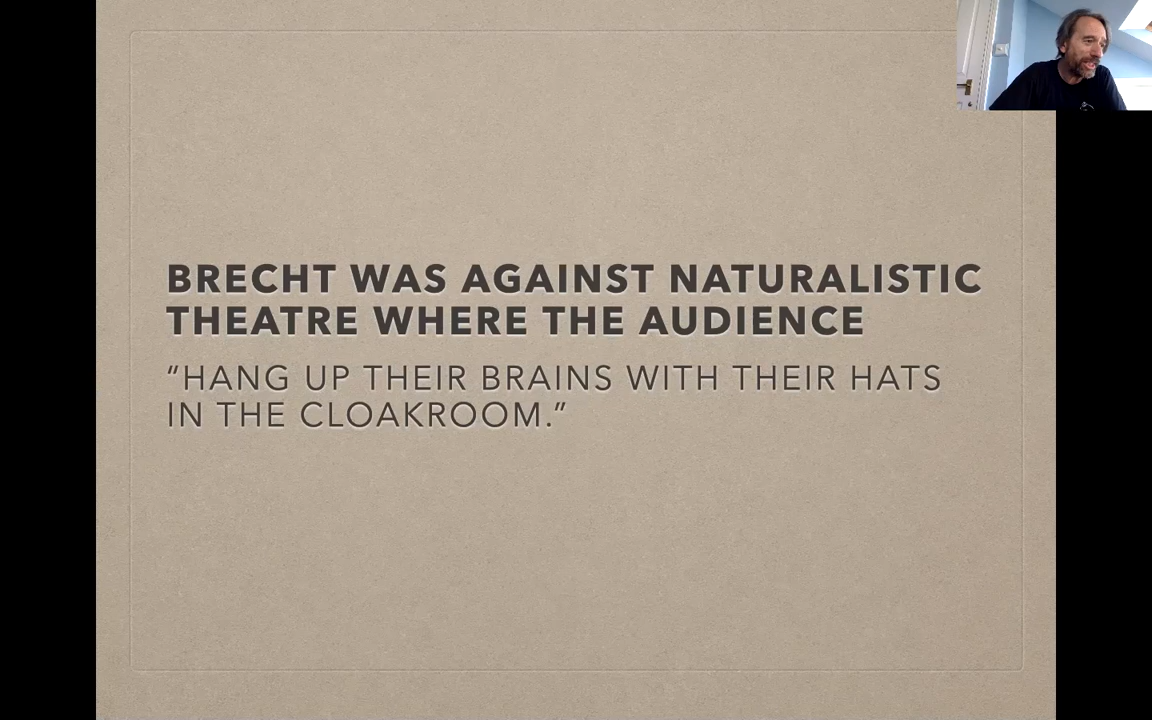 BRECHT WAS AGAINST NATURALISTIC
THEATRE WHERE THE AUDIENCE
“HANG UP THEIR BRAINS WITH THEIR HATS
IN THE CLOAKROOM.”